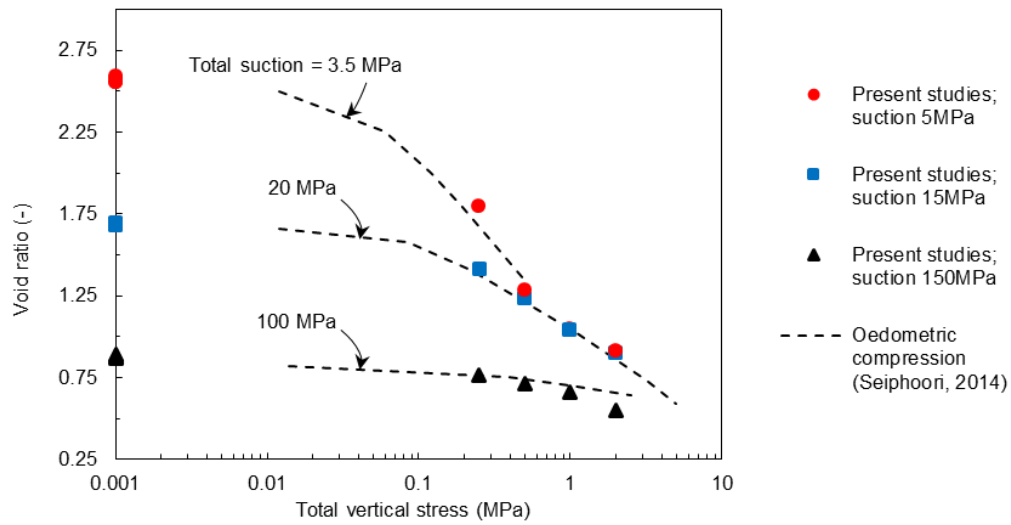 2.75
2.25
1.75
1.25
0.75
0.25
Void ratio (-)
Total suction = 3.5 MPa
20 MPa
100 MPa
0.001
0.01
0.1
1
10
Total vertical stress (MPa)
Present studies;
suction 5MPa
Present studies;
suction 15MPa
Present studies;
suction 150MPa
Oedometric
compression
(Seiphoori, 2014)